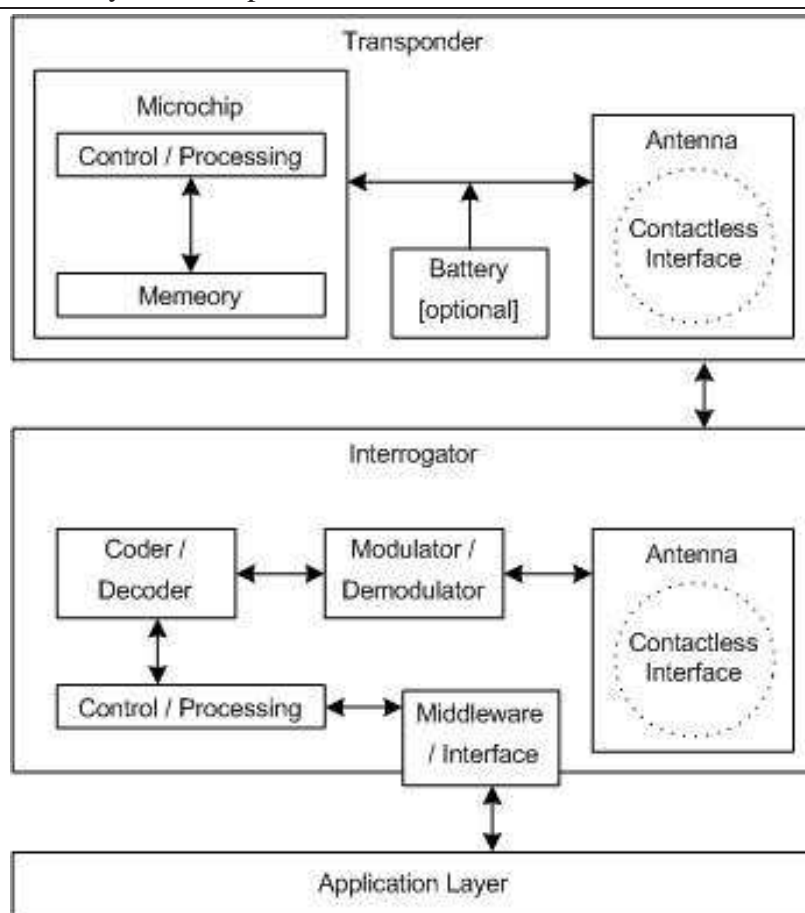 Transponder
Microchip
Control / Processing
Memeory
Battery
[optional]
Antenna
Contactless
Interface
Interrogator
Coder /
Decoder
Modulator /
Demodulator
Antenna
Contactless
Interface
Control / Processing
Middleware
/ Interface
Application Layer